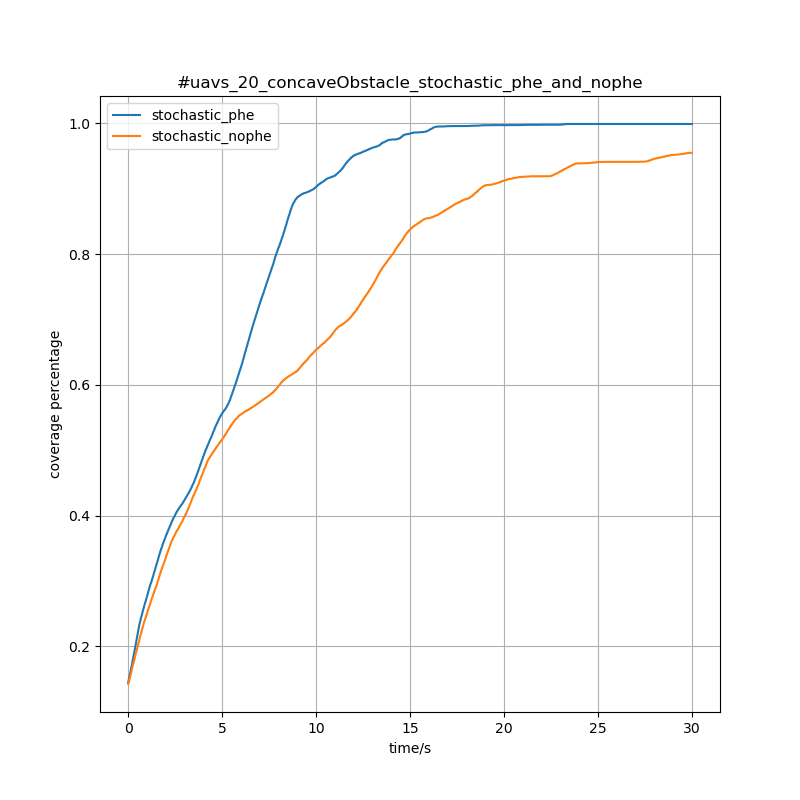 #uavs_20_concaveObstacle_stochastic_phe_and_nophe
stochastic_phe
stochastic_nophe
coverage percentage
1.0
0.8
0.6
0.4
0.2
0 5 10 15 20 25 30
time/s